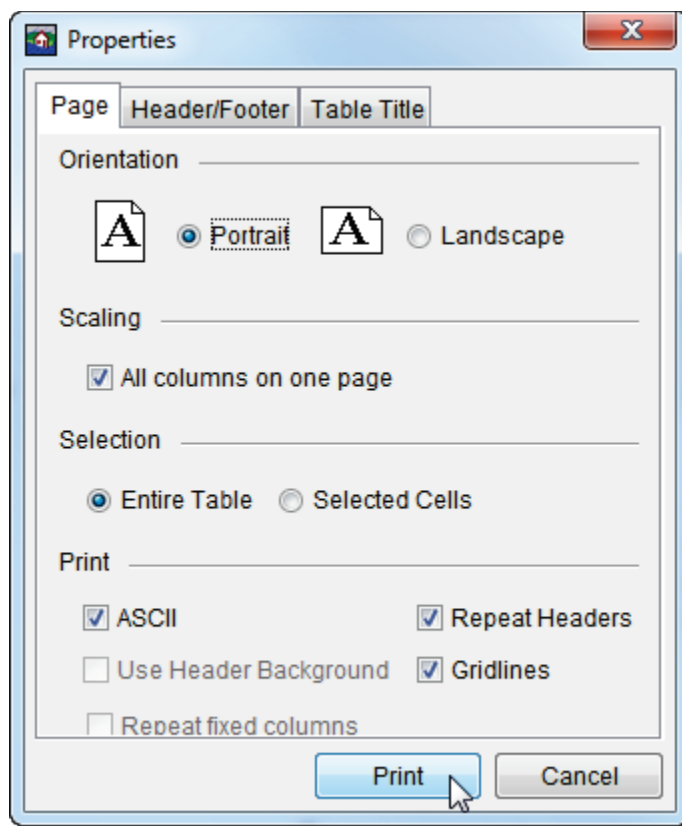 Properties
Page Header/Footer Table Title
Orientation
A Portrait A Landscape
Scaling
All columns on one page
Selection
Entire Table Selected Cells
Print
ASCII Repeat Headers
Use Header Background Gridlines
Repeat fixed columns
Print Cancel